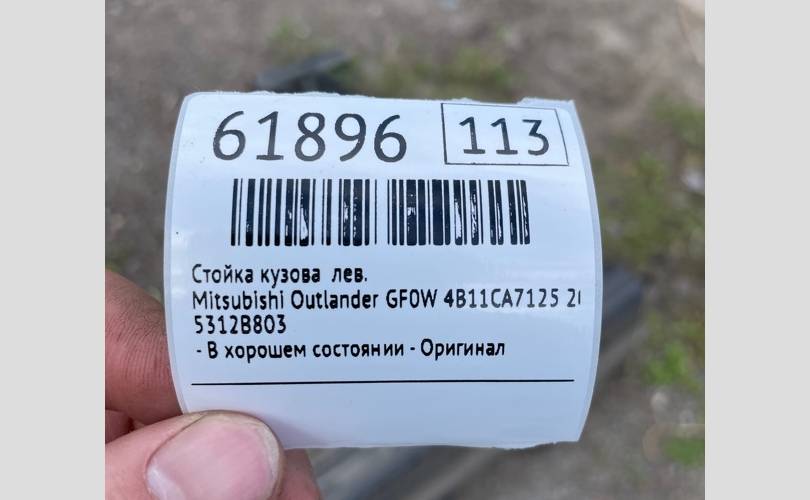 61896 113
Стойка кузова лев.
Mitsubishi Outlander GF0W 4B11CA7125
5312B803
- В хорошем состоянии - Оригинал